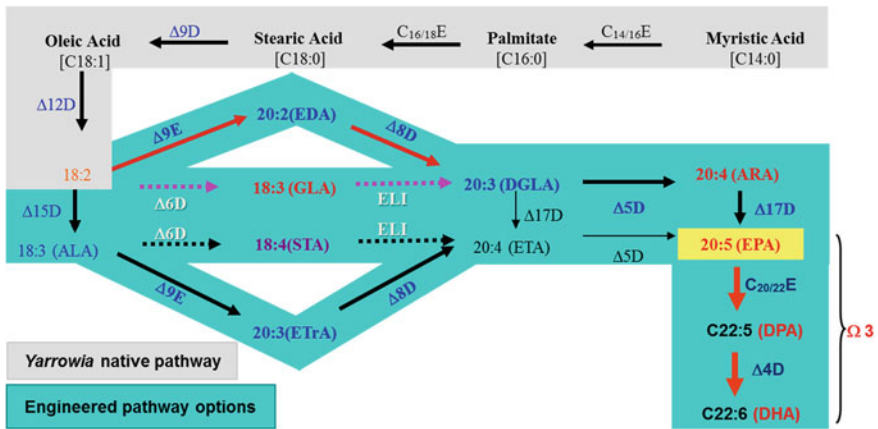 Oleic Acid Δ9D Stearic Acid C16/18E Palmitate C14/16E Myristic Acid
[C18:1] [C18:0] [C16:0] [C14:0]
Δ12D
Δ9E 20:2(EDA) Δ8D
18:2 18:3 (GLA) 20:3 (DGLA) 20:4 (ARA)
Δ6D ELI
Δ15D Δ17D Δ5D Δ17D
Δ6D ELI
18:3 (ALA) 18:4(STA) 20:4 (ETA) 20:5 (EPA)
Δ5D
Δ9E Δ8D C20/22E
20:3(ETrA) C22:5 (DPA) Ω 3
Yarrowia native pathway Δ4D
Engineered pathway options C22:6 (DHA)